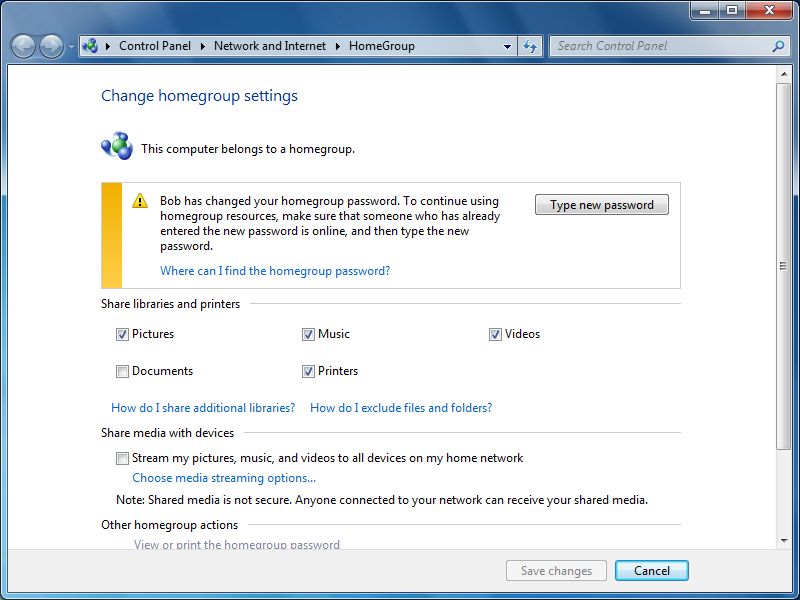 Control Panel Network and Internet HomeGroup Search Control Panel
Change homegroup settings
This computer belongs to a homegroup.
Bob has changed your homegroup password. To continue using
homegroup resources, make sure that someone who has already
entered the new password is online, and then type the new
password.
Type new password
Where can I find the homegroup password?
Share libraries and printers
Pictures Music Videos
Documents Printers
How do I share additional libraries? How do I exclude files and folders?
Share media with devices
Stream my pictures, music, and videos to all devices on my home network
Choose media streaming options...
Note: Shared media is not secure. Anyone connected to your network can receive your shared media.
Other homegroup actions
View or print the homegroup password
Save changes Cancel